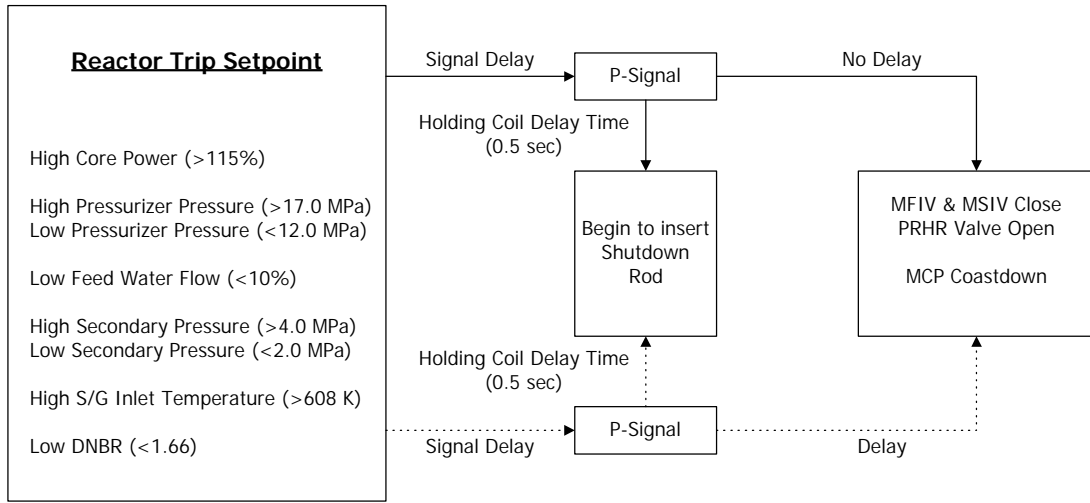 Reactor Trip Setpoint
High Core Power (>115%)
High Pressurizer Pressure (>17.0 MPa)
Low Pressurizer Pressure (<12.0 MPa)
Low Feed Water Flow (<10%)
High Secondary Pressure (>4.0 MPa)
Low Secondary Pressure (<2.0 MPa)
High S/G Inlet Temperature (>608 K)
Low DNBR (<1.66)
Signal Delay
P-Signal
No Delay
Holding Coil Delay Time
(0.5 sec)
Begin to insert
Shutdown
Rod
MFIV & MSIV Close
PRHR Valve Open
MCP Coastdown
Holding Coil Delay Time
(0.5 sec)
P-Signal
Signal Delay
Delay